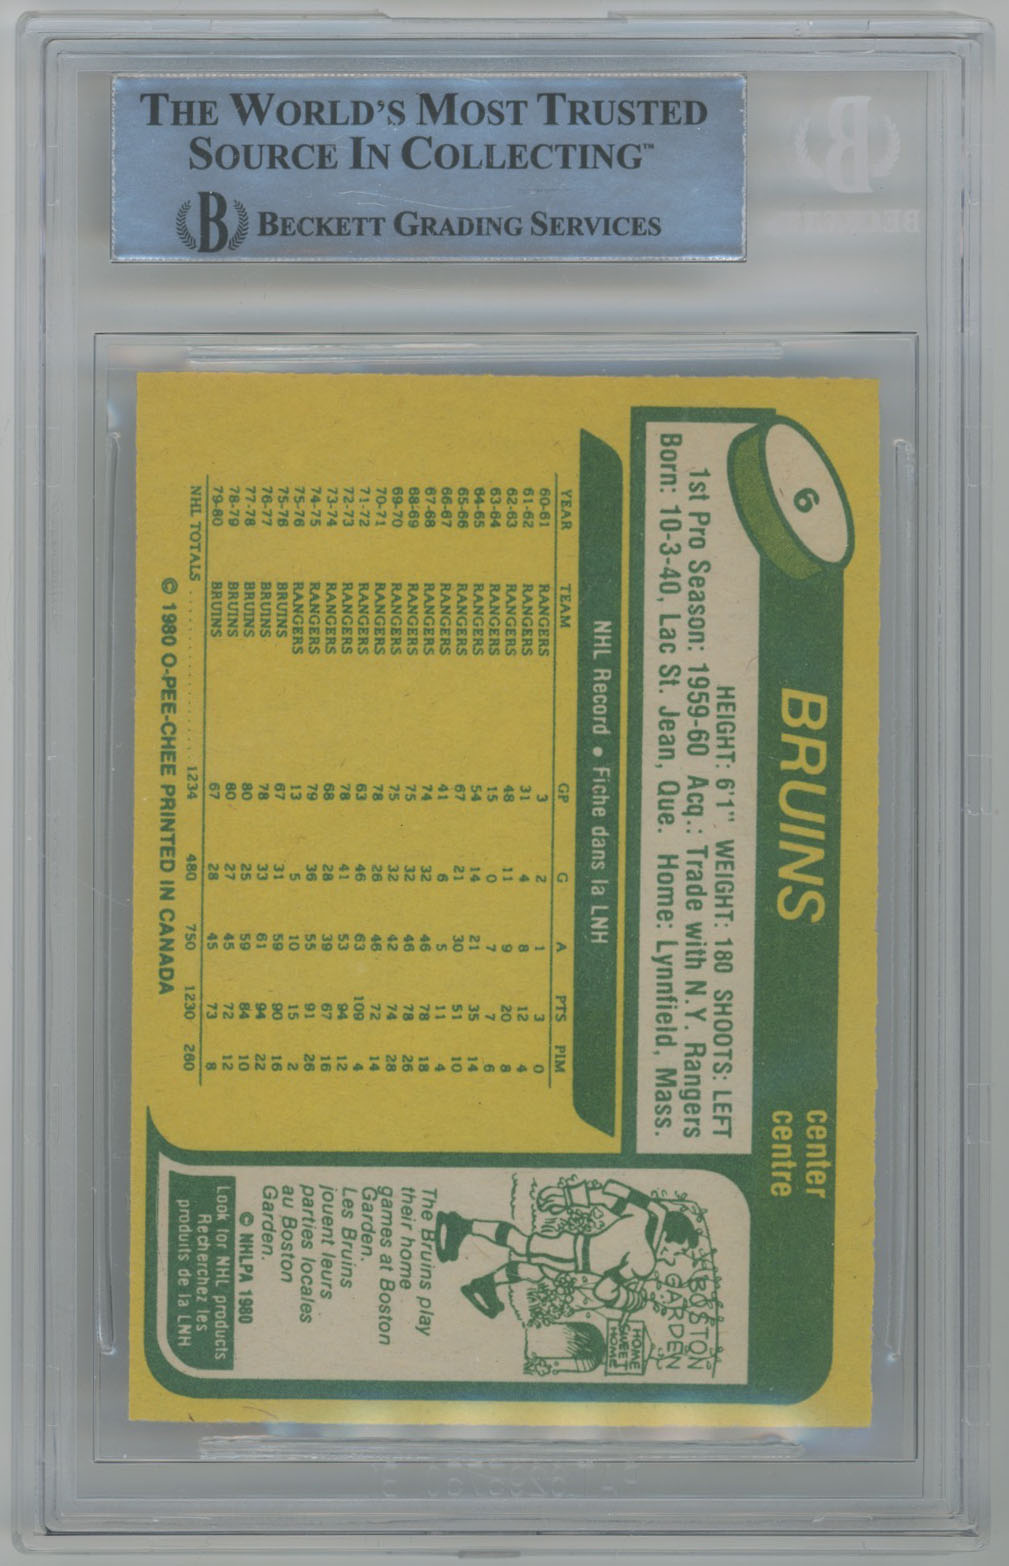 THE WORLD'S MOST TRUSTED
SOURCE IN COLLECTING™
B BECKETT GRADING SERVICES
B
BECKETT
6
BRUINS
center
centre
HEIGHT: 6'1" WEIGHT: 180 SHOOTS: LEFT
1st Pro Season: 1959-60 Acq.: Trade with N.Y. Rangers
Born: 10-3-40, Lac St. Jean, Que. Home: Lynnfield, Mass.
NHL Record • Fiche dans la LNH
YEAR TEAM GP G A PTS PIM
60-61 RANGERS 3 2 1 3 0
61-62 RANGERS 31 4 8 12 4
62-63 RANGERS 48 11 9 20 8
63-64 RANGERS 15 0 7 7 6
64-65 RANGERS 54 14 21 35 14
65-66 RANGERS 67 21 30 51 10
66-67 RANGERS 41 6 5 11 4
67-68 RANGERS 74 32 46 78 18
68-69 RANGERS 75 32 46 78 26
69-70 RANGERS 75 32 42 74 28
70-71 RANGERS 78 26 46 72 14
71-72 RANGERS 63 46 63 109 4
72-73 RANGERS 78 41 53 94 12
73-74 RANGERS 68 28 39 67 16
74-75 RANGERS 79 36 55 91 26
75-76 RANGERS 13 5 10 15 2
75-76 BRUINS 67 31 59 90 16
76-77 BRUINS 78 33 61 94 22
77-78 BRUINS 80 25 59 84 10
78-79 BRUINS 80 27 45 72 12
79-80 BRUINS 67 28 45 73 8
NHL TOTALS .......... 1234 480 750 1230 260
© 1980 O-PEE-CHEE PRINTED IN CANADA
BOSTON
GARDEN
HOME
SWEET
HOME
The Bruins play
their home
games at Boston
Garden.
Les Bruins
jouent leurs
parties locales
au Boston
Garden.
© NHLPA 1980
Look for NHL products
Recherchez les
produits de la LNH